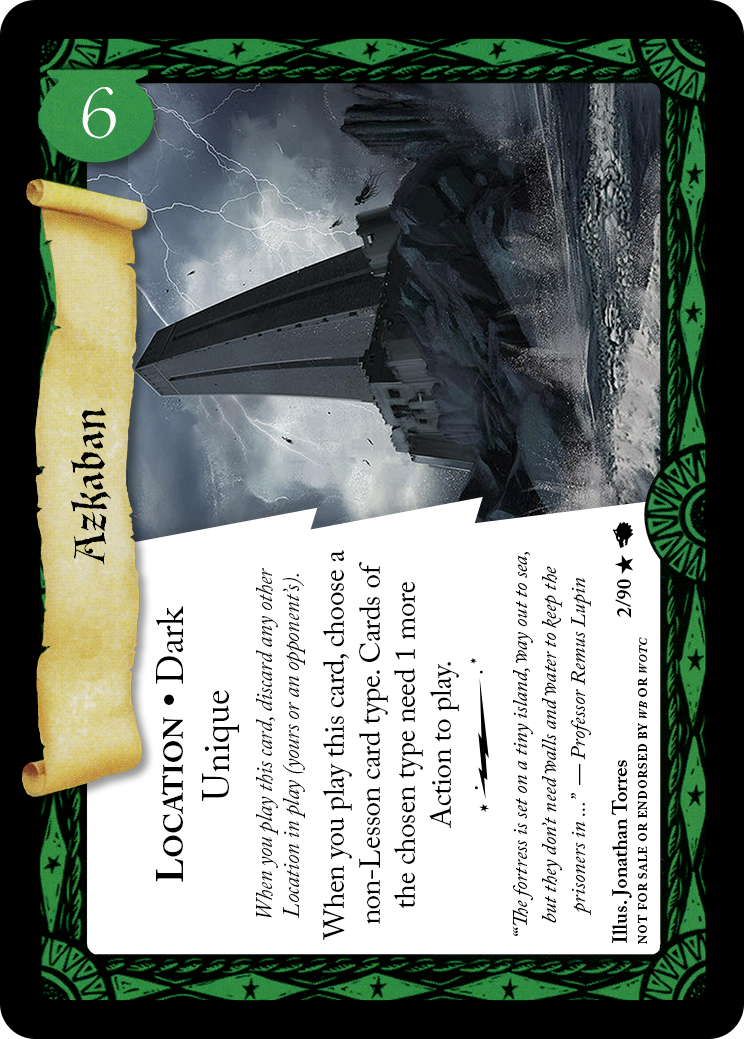 6
Azkaban
LOCATION • Dark
Unique
When you play this card, discard any other
Location in play (yours or an opponent's).
When you play this card, choose a
non-Lesson card type. Cards of
the chosen type need 1 more
Action to play.
“‘The fortress is set on a tiny island, way out to sea,
but they don't need walls and water to keep the
prisoners in ...” — Professor Remus Lupin
Illus. Jonathan Torres
2/90 ★
NOT FOR SALE OR ENDORSED BY WB OR WOTC